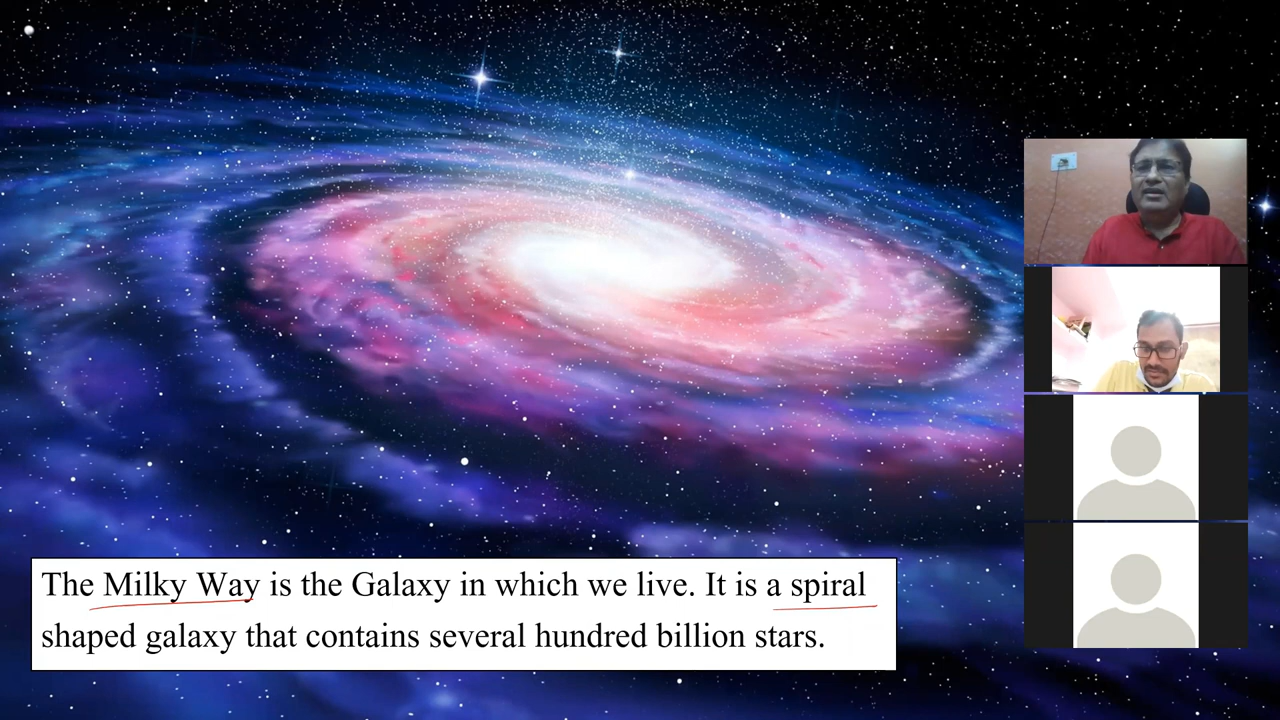 The Milky Way is the Galaxy in which we live. It is a spiral
shaped galaxy that contains several hundred billion stars.